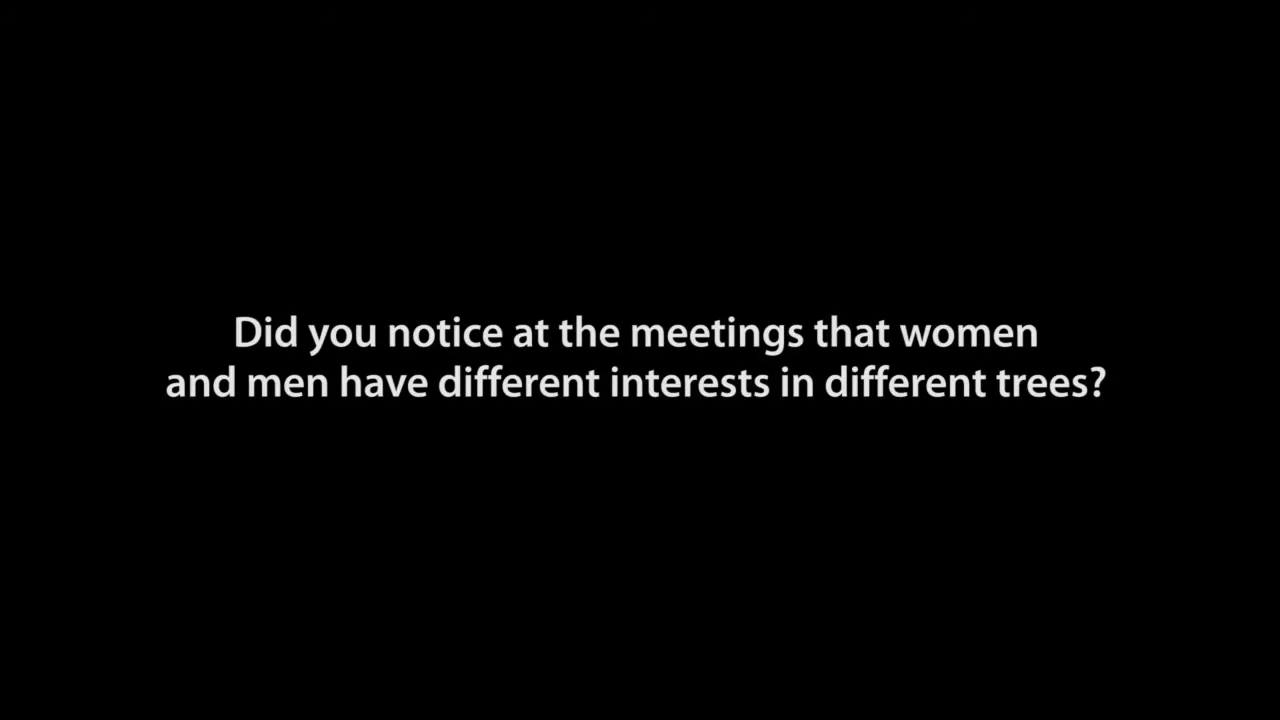 Did you notice at the meetings that women
and men have different interests in different trees?